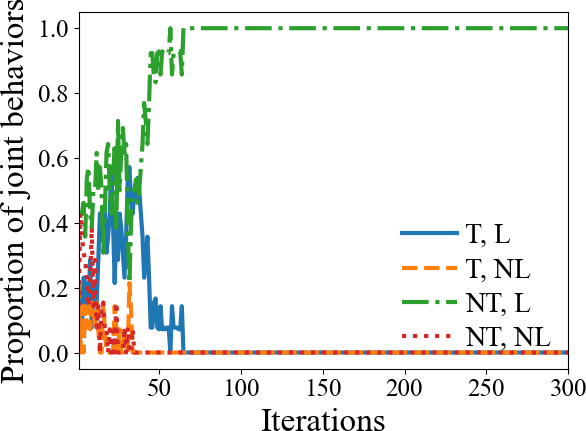 Proportion of joint behaviors
1.0
0.8
0.6
0.4
0.2
0.0
T, L
T, NL
NT, L
NT, NL
50
100
150
200
250
300
Iterations